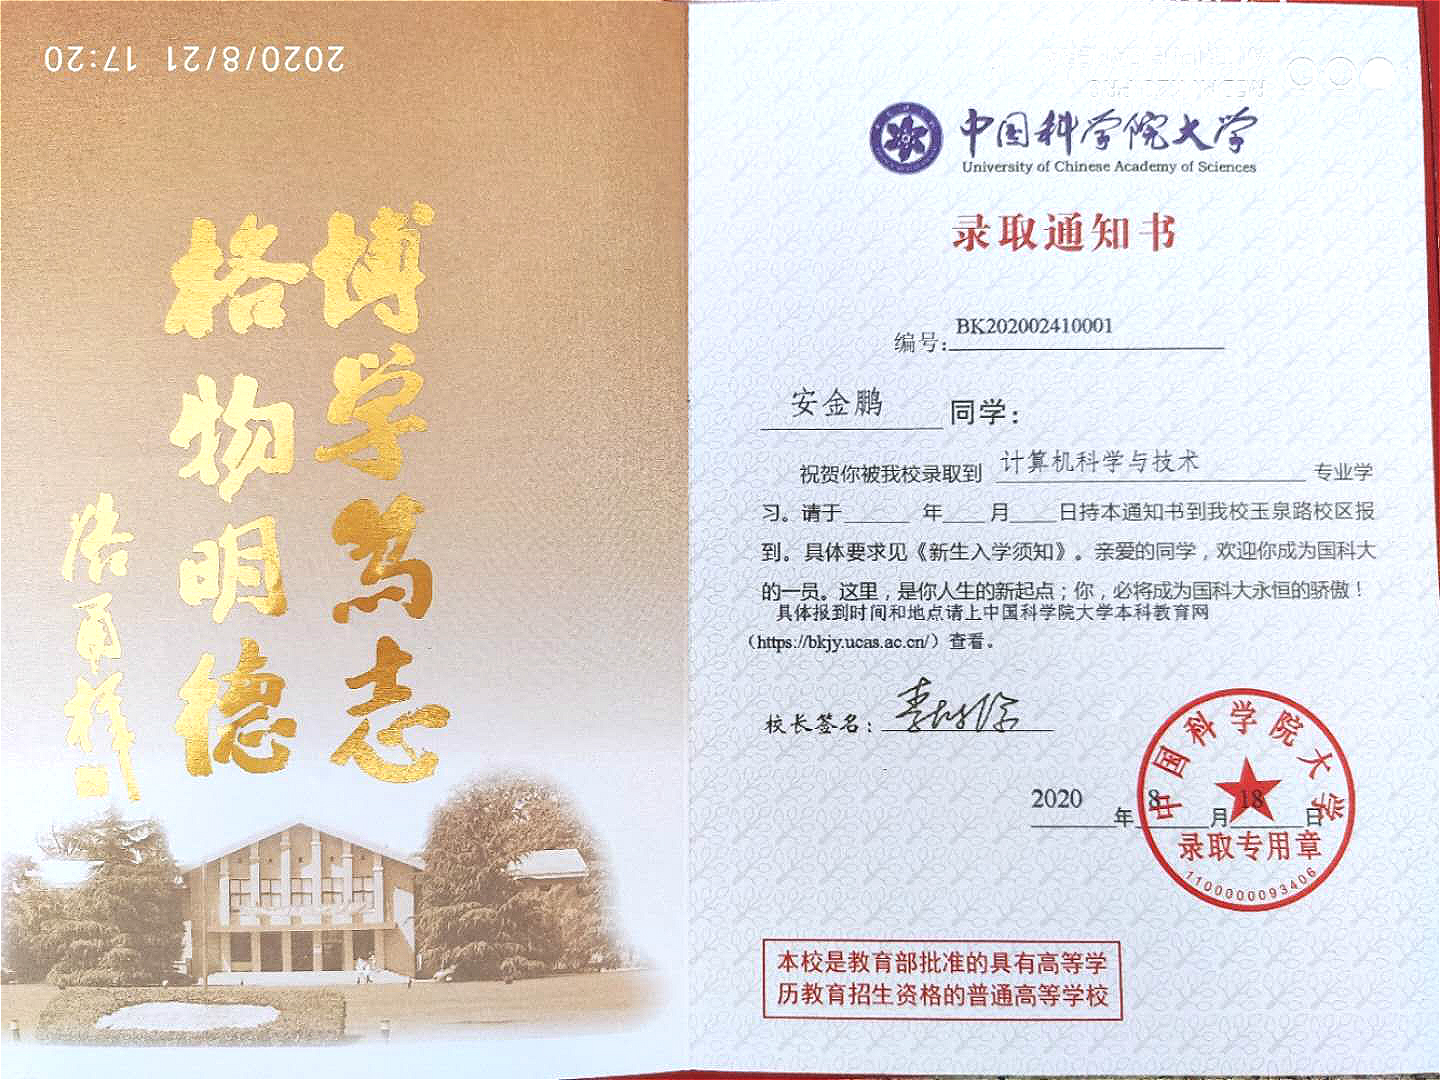 2020/8/21 17:20
博学笃志
格物明德
路甬祥
中国科学院大学
University of Chinese Academy of Sciences
录取通知书
编号: BK202002410001
安金鹏 同学：
祝贺你被我校录取到 计算机科学与技术 专业学
习。请于 年 月 日持本通知书到我校玉泉路校区报
到。具体要求见《新生入学须知》。亲爱的同学，欢迎你成为国科大
的一员。这里，是你人生的新起点；你，必将成为国科大永恒的骄傲！
具体报到时间和地点请上中国科学院大学本科教育网
（https://bkjy.ucas.ac.cn/）查看。
校长签名： 李树深
2020 年 8 月 18 日
中国科学院大学
录取专用章
1100000093406
本校是教育部批准的具有高等学
历教育招生资格的普通高等学校